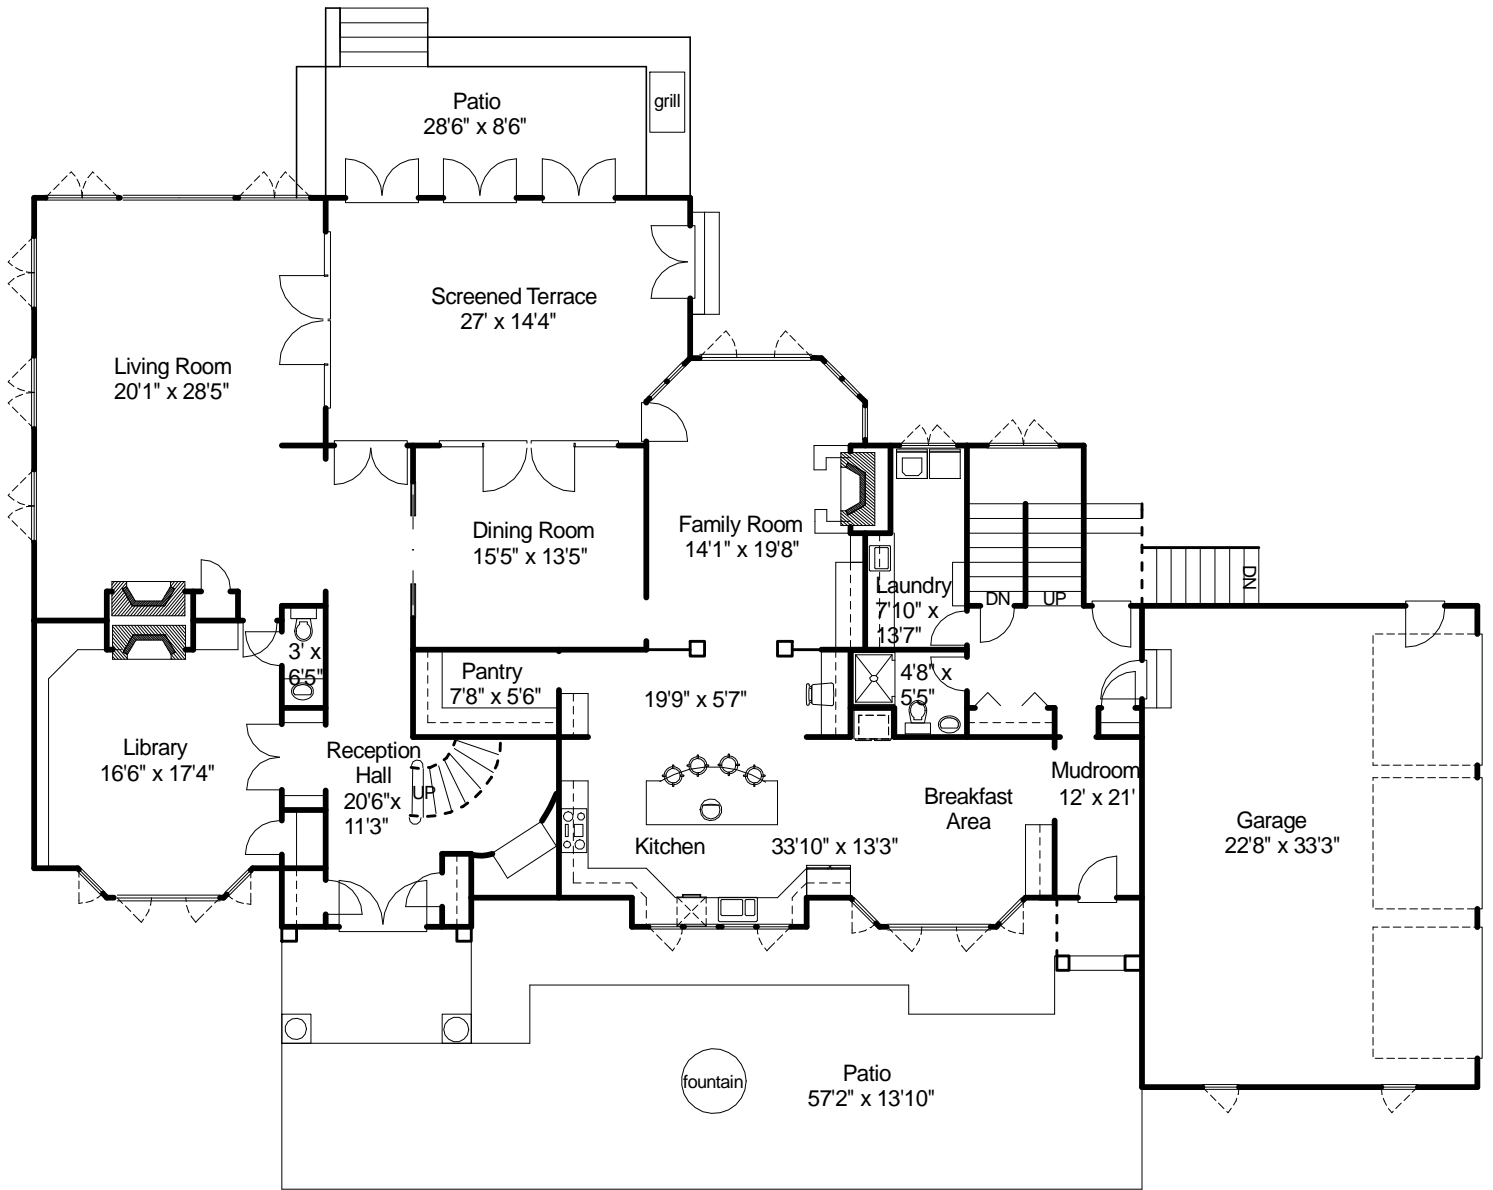 Patio
28'6" x 8'6"
grill
Screened Terrace
27' x 14'4"
Living Room
20'1" x 28'5"
Dining Room
15'5" x 13'5"
Family Room
14'1" x 19'8"
Laundry
7'10" x
13'7"
DN
UP
DN
3' x
6'5"
Pantry
7'8" x 5'6"
19'9" x 5'7"
4'8" x
5'5"
Library
16'6" x 17'4"
Reception
Hall
20'6"x
11'3"
UP
Kitchen
33'10" x 13'3"
Breakfast
Area
Mudroom
12' x 21'
Garage
22'8" x 33'3"
fountain
Patio
57'2" x 13'10"